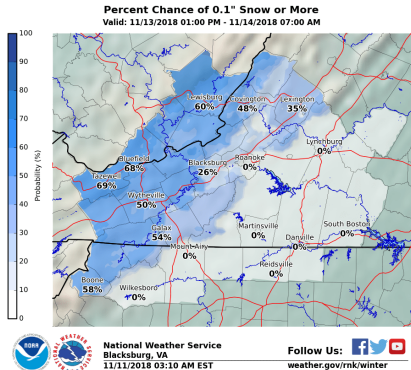 Percent Chance of 0.1" Snow or More
Valid: 11/13/2018 01:00 PM - 11/14/2018 07:00 AM
100
90
80
70
60
50
40
30
20
10
0
Probability (%)
Lewisburg
60%
Covington
48%
Lexington
35%
Lynchburg
0%
Bluefield
68%
Blacksburg
26%
Roanoke
0%
Tazewell
69%
Wytheville
50%
Galax
54%
Mount Airy
0%
Martinsville
0%
Danville
0%
South Boston
0%
Boone
58%
Wilkesboro
0%
Reidsville
0%
NOAA
National Weather Service
Blacksburg, VA
11/11/2018 03:10 AM EST
Follow Us:
weather.gov/rnk/winter